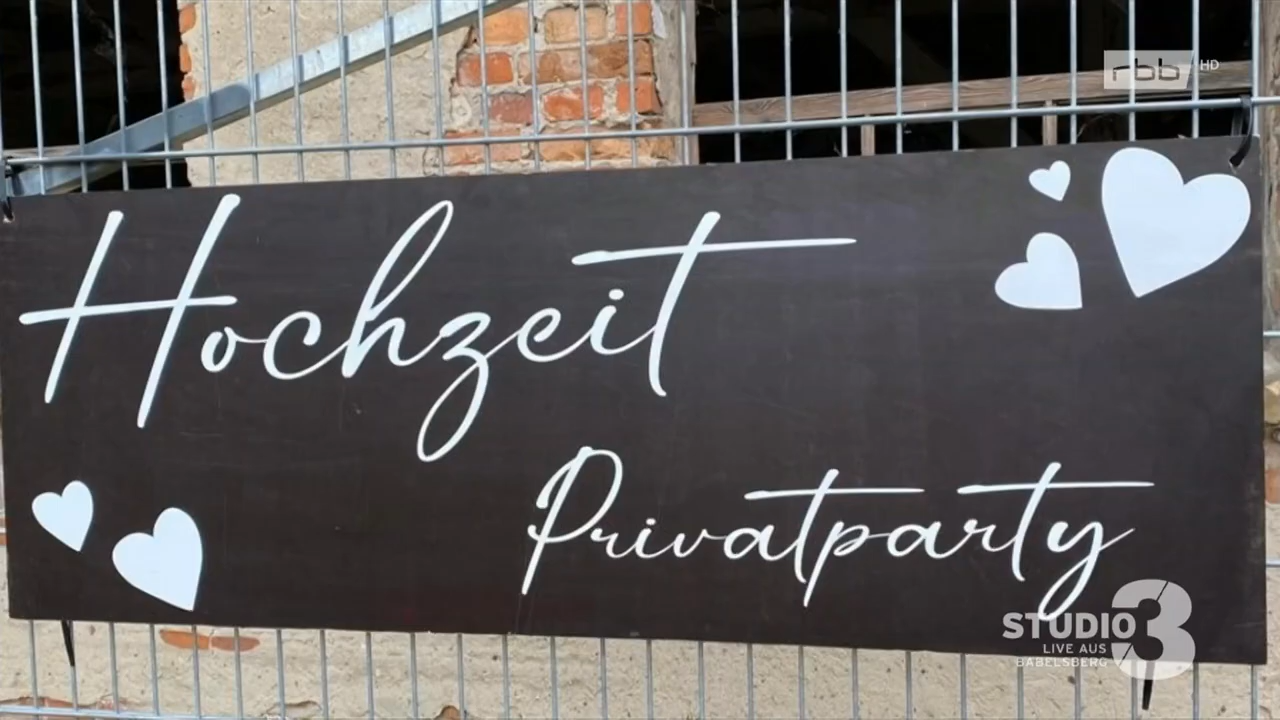 rbb HD
Hochzeit
Privatparty
STUDIO 3
LIVE AUS
BABELSBERG